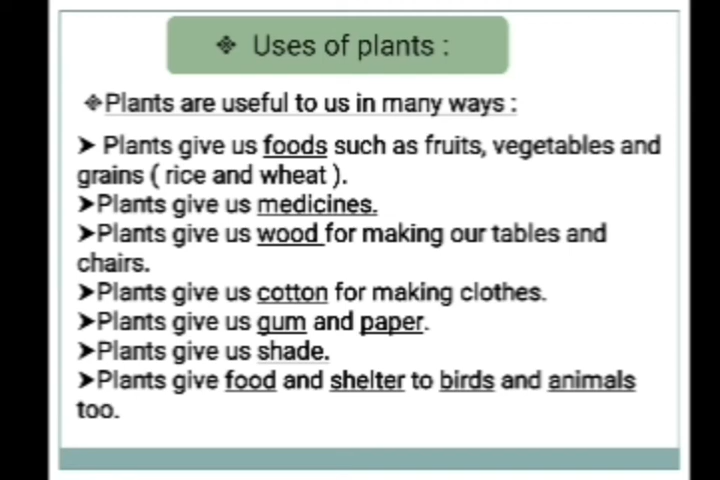 ❖ Uses of plants :
❖Plants are useful to us in many ways :
➤ Plants give us foods such as fruits, vegetables and
grains ( rice and wheat ).
➤Plants give us medicines.
➤Plants give us wood for making our tables and
chairs.
➤Plants give us cotton for making clothes.
➤Plants give us gum and paper.
➤Plants give us shade.
➤Plants give food and shelter to birds and animals
too.